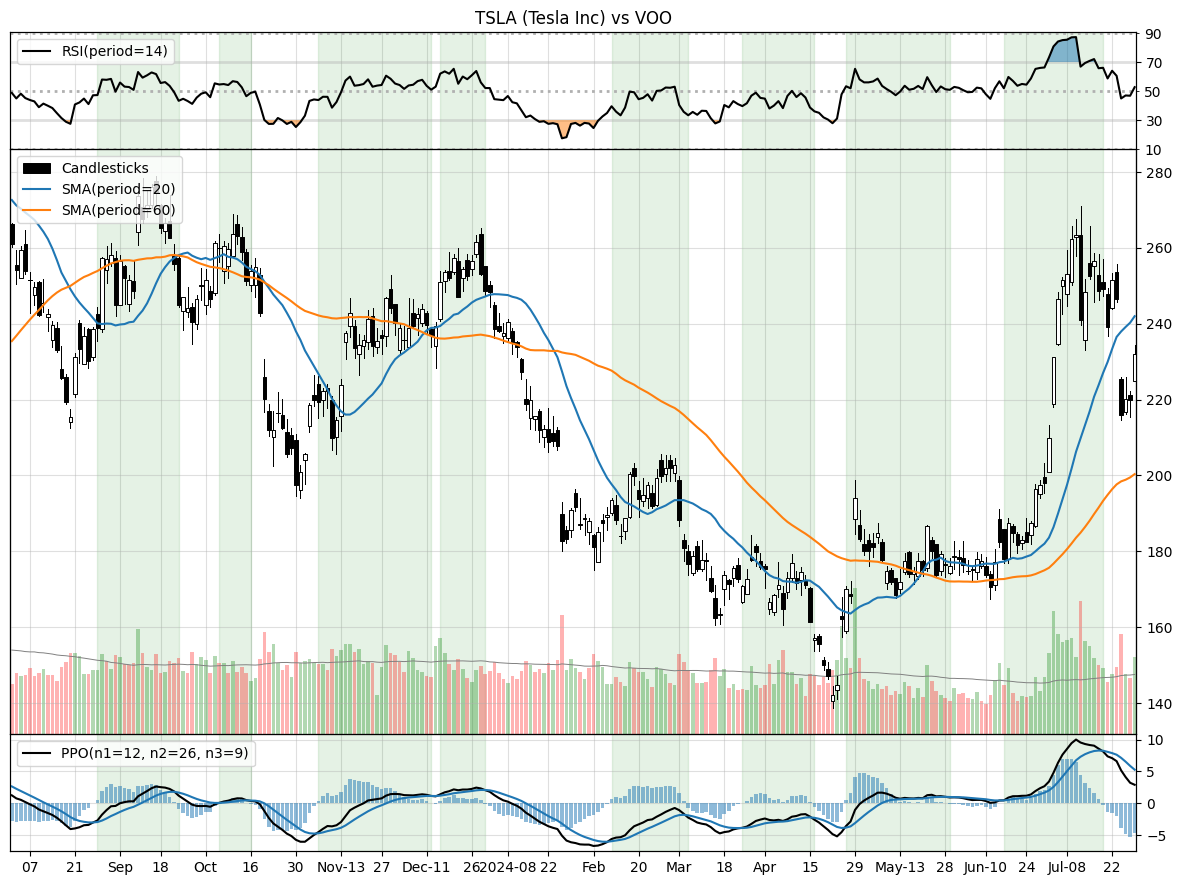 TSLA (Tesla Inc) vs VOO
RSI(period=14)
90
70
50
30
10
Candlesticks
SMA(period=20)
SMA(period=60)
280
260
240
220
200
180
160
140
PPO(n1=12, n2=26, n3=9)
10
5
0
−5
07 21 Sep 18 Oct 16 30 Nov-13 27 Dec-11 26 2024-08 22 Feb 20 Mar 18 Apr 15 29 May-13 28 Jun-10 24 Jul-08 22